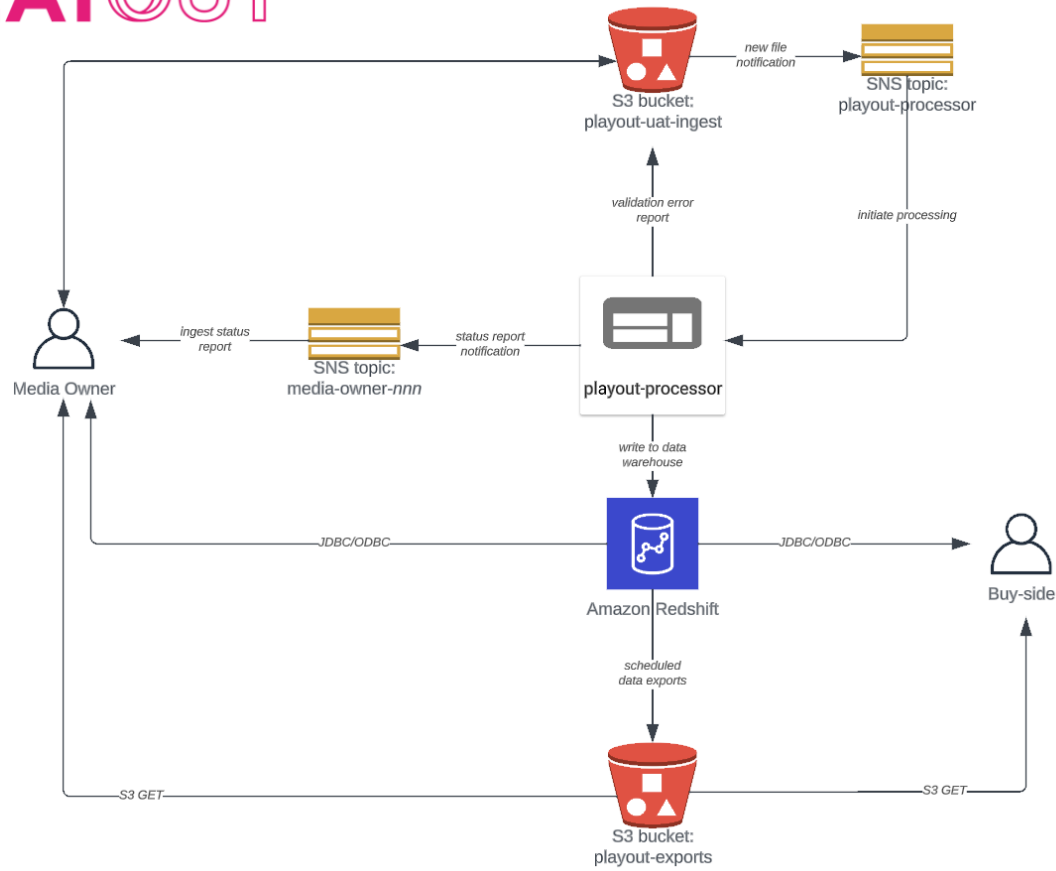 new file
notification
S3 bucket:
playout-uat-ingest
SNS topic:
playout-processor
validation error
report
initiate processing
ingest status
report
status report
notification
SNS topic:
media-owner-nnn
Media Owner
playout-processor
write to data
warehouse
JDBC/ODBC
JDBC/ODBC
Amazon Redshift
Buy-side
scheduled
data exports
S3 GET
S3 GET
S3 bucket:
playout-exports